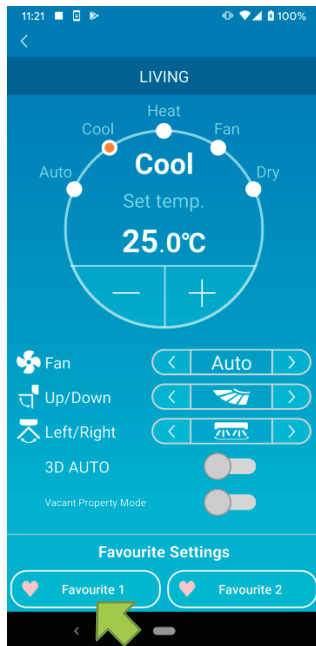 11:21 100%
LIVING
Heat
Cool Fan
Auto Cool Dry
Set temp.
25.0℃
Fan Auto
Up/Down
Left/Right
3D AUTO
Vacant Property Mode
Favourite Settings
Favourite 1 Favourite 2